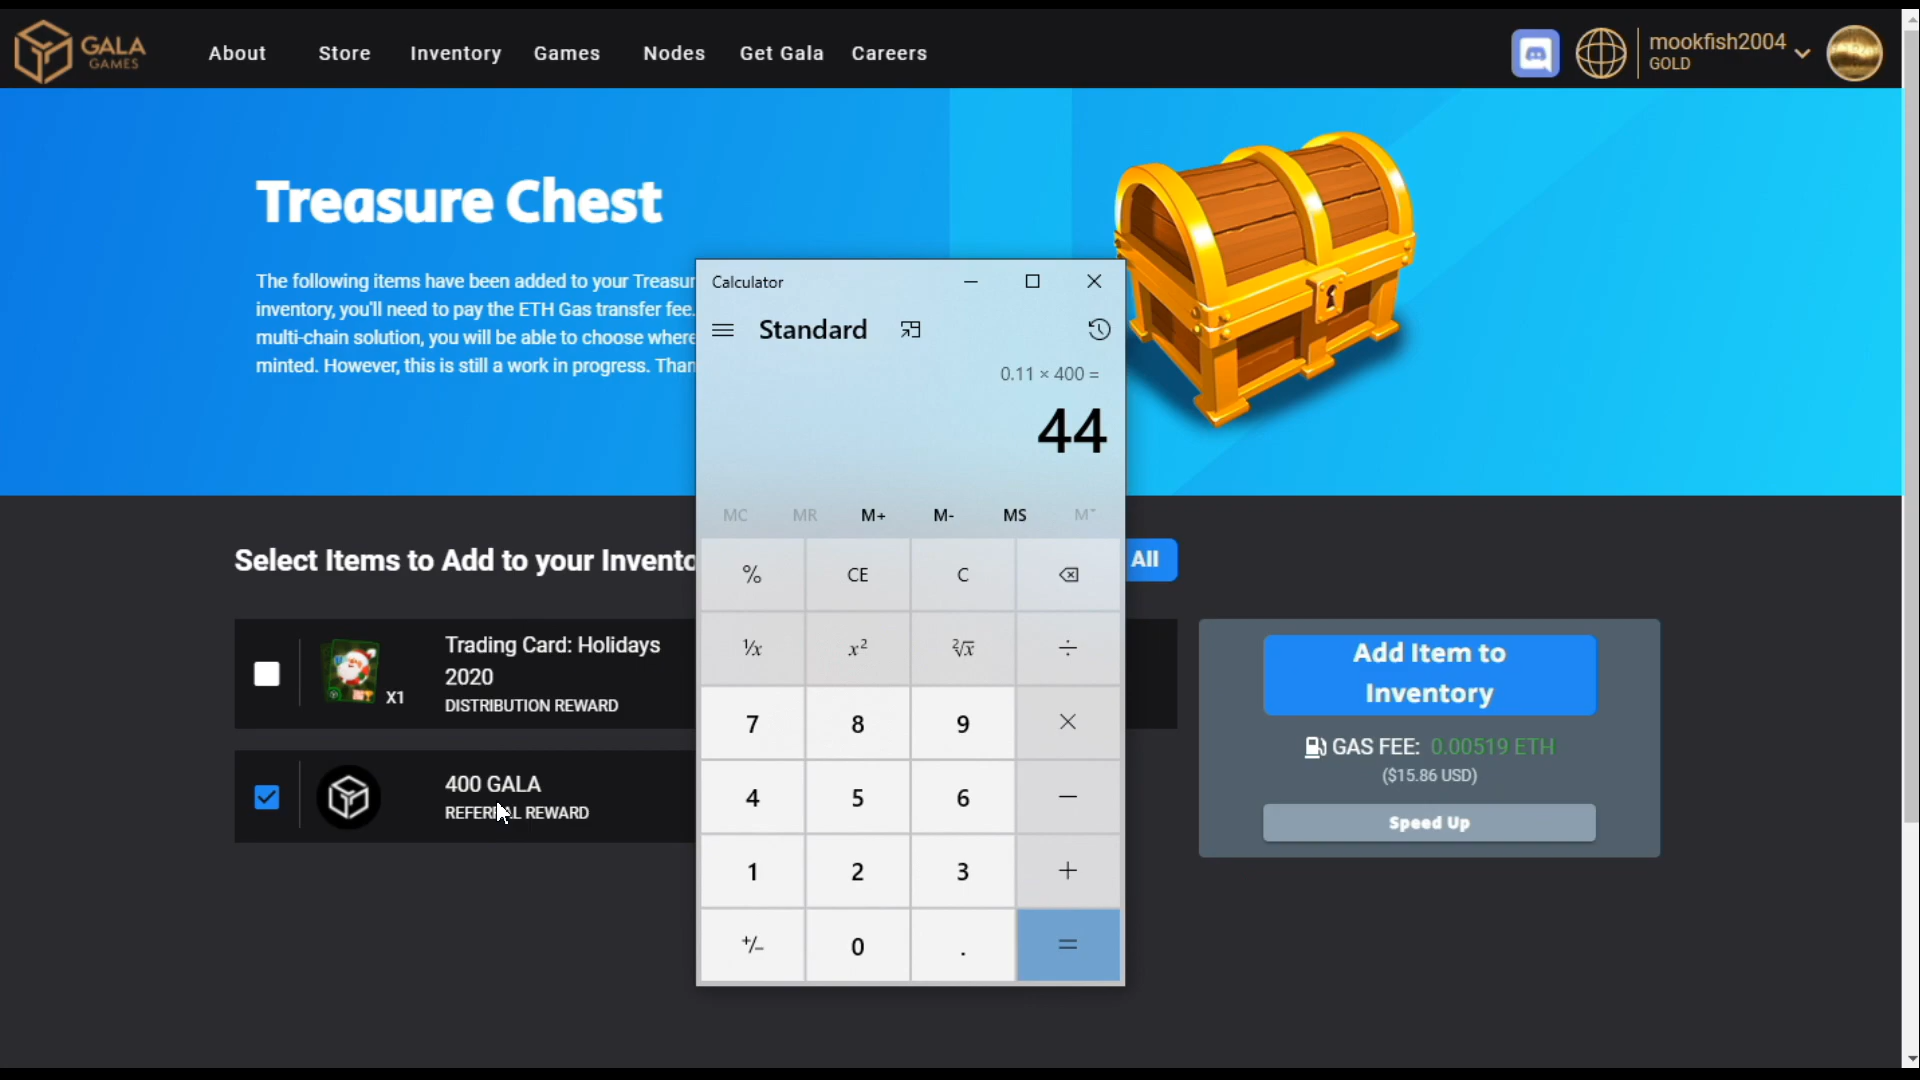 GALA
GAMES
About
Store
Inventory
Games
Nodes
Get Gala
Careers
mookfish2004
GOLD
Treasure Chest
The following items have been added to your Treasur
inventory, you'll need to pay the ETH Gas transfer fee.
multi-chain solution, you will be able to choose where
minted. However, this is still a work in progress. Than
Calculator
Standard
0.11 × 400 =
44
MC MR M+ M- MS M˅
% CE C
¹/x x² ²√x ÷
7 8 9 ×
4 5 6 −
1 2 3 +
+/− 0 . =
Select Items to Add to your Invento
All
Trading Card: Holidays
2020
DISTRIBUTION REWARD
X1
400 GALA
REFERRAL REWARD
Add Item to
Inventory
GAS FEE: 0.00519 ETH
($15.86 USD)
Speed Up